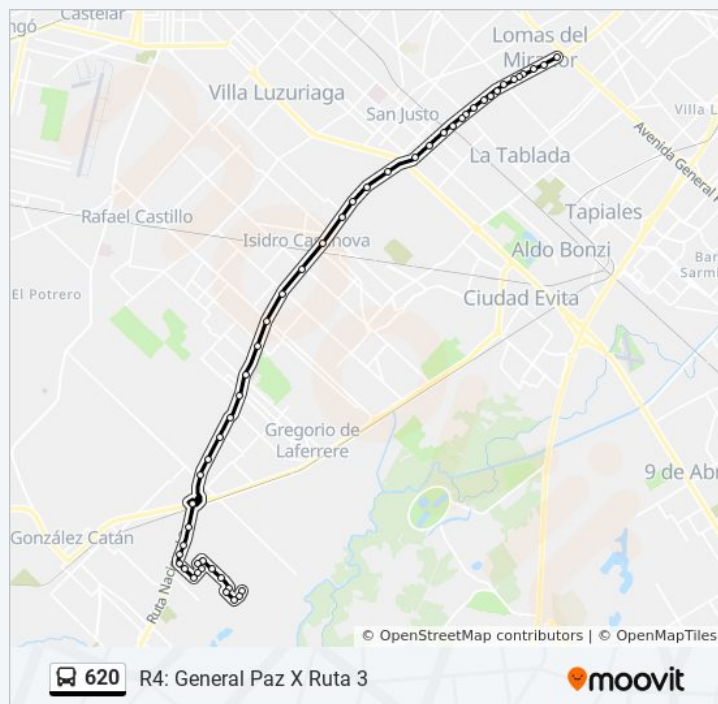 Castelar
ngó
Lomas del
Mirador
Villa Luzuriaga
San Justo
Villa L
La Tablada
Avenida General
Rafael Castillo
Tapiales
Isidro Casanova
Aldo Bonzi
Bar
Sarmi
El Potrero
Ciudad Evita
Gregorio de
Laferrere
9 de Abr
González Catán
Ruta Naci
© OpenStreetMap contributors | © OpenMapTiles
620 R4: General Paz X Ruta 3
moovit